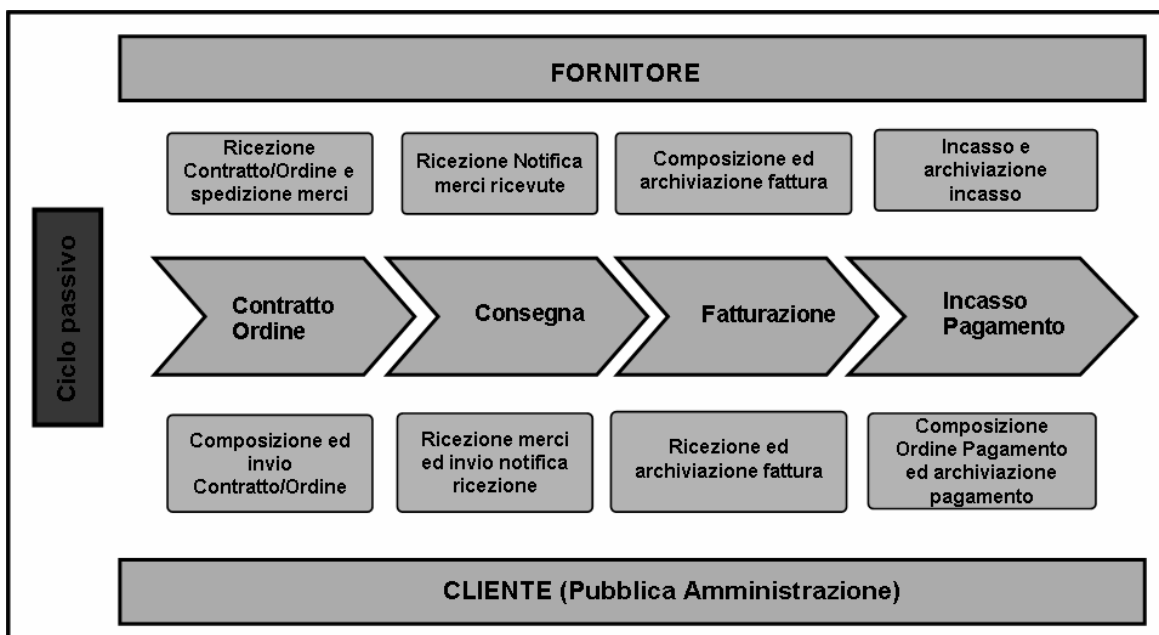 FORNITORE
Ricezione
Contratto/Ordine e
spedizione merci
Ricezione Notifica
merci ricevute
Composizione ed
archiviazione fattura
Incasso e
archiviazione
incasso
Ciclo passivo
Contratto
Ordine
Consegna
Fatturazione
Incasso
Pagamento
Composizione ed
invio
Contratto/Ordine
Ricezione merci
ed invio notifica
ricezione
Ricezione ed
archiviazione fattura
Composizione
Ordine Pagamento
ed archiviazione
pagamento
CLIENTE (Pubblica Amministrazione)